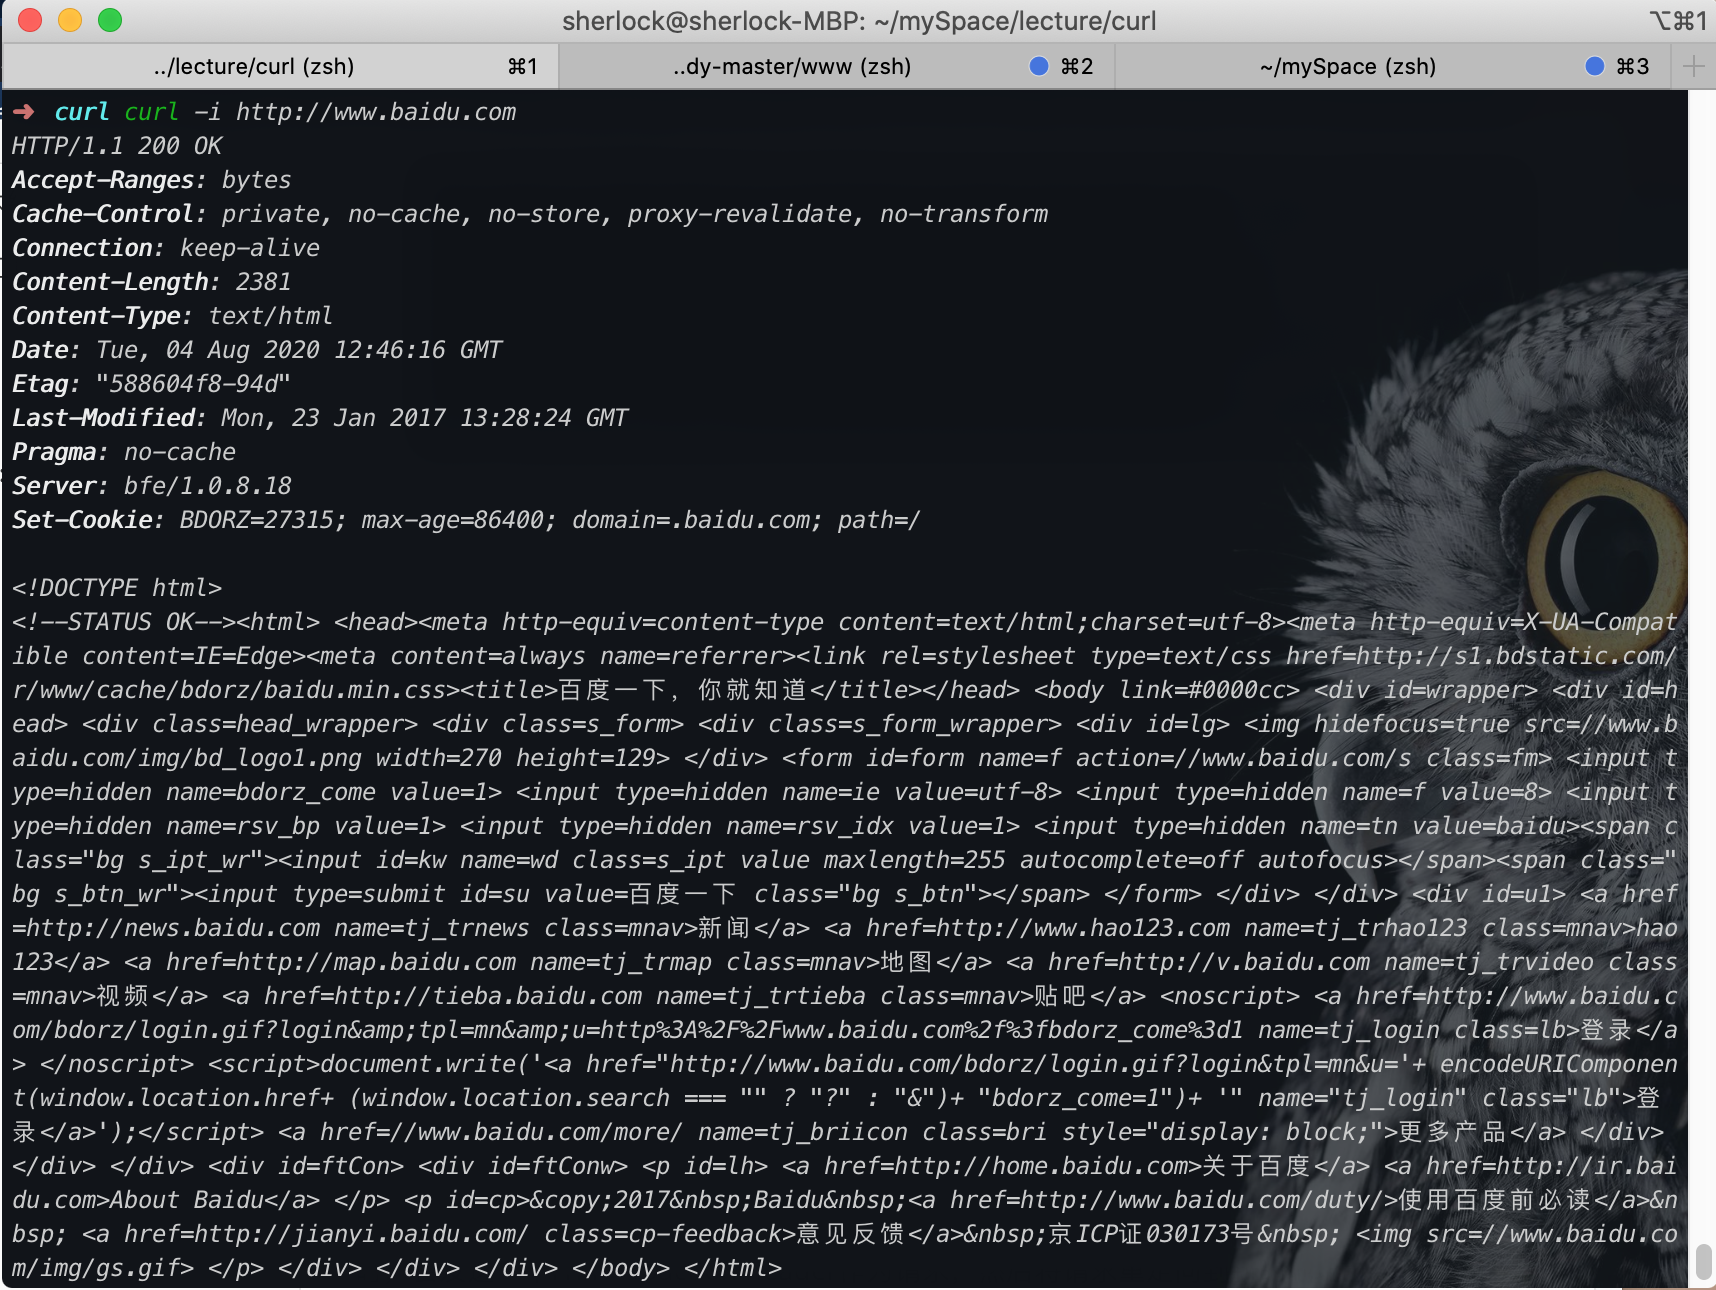 sherlock@sherlock-MBP: ~/mySpace/lecture/curl ⌥⌘1
../lecture/curl (zsh) ⌘1 ..dy-master/www (zsh) ⌘2 ~/mySpace (zsh) ⌘3 +
➜ curl curl -i http://www.baidu.com
HTTP/1.1 200 OK
Accept-Ranges: bytes
Cache-Control: private, no-cache, no-store, proxy-revalidate, no-transform
Connection: keep-alive
Content-Length: 2381
Content-Type: text/html
Date: Tue, 04 Aug 2020 12:46:16 GMT
Etag: "588604f8-94d"
Last-Modified: Mon, 23 Jan 2017 13:28:24 GMT
Pragma: no-cache
Server: bfe/1.0.8.18
Set-Cookie: BDORZ=27315; max-age=86400; domain=.baidu.com; path=/
<!DOCTYPE html>
<!--STATUS OK--><html> <head><meta http-equiv=content-type content=text/html;charset=utf-8><meta http-equiv=X-UA-Compat
ible content=IE=Edge><meta content=always name=referrer><link rel=stylesheet type=text/css href=http://s1.bdstatic.com/
r/www/cache/bdorz/baidu.min.css><title>百度一下，你就知道</title></head> <body link=#0000cc> <div id=wrapper> <div id=h
ead> <div class=head_wrapper> <div class=s_form> <div class=s_form_wrapper> <div id=lg> <img hidefocus=true src=//www.b
aidu.com/img/bd_logo1.png width=270 height=129> </div> <form id=form name=f action=//www.baidu.com/s class=fm> <input t
ype=hidden name=bdorz_come value=1> <input type=hidden name=ie value=utf-8> <input type=hidden name=f value=8> <input t
ype=hidden name=rsv_bp value=1> <input type=hidden name=rsv_idx value=1> <input type=hidden name=tn value=baidu><span c
lass="bg s_ipt_wr"><input id=kw name=wd class=s_ipt value maxlength=255 autocomplete=off autofocus></span><span class="
bg s_btn_wr"><input type=submit id=su value=百度一下 class="bg s_btn"></span> </form> </div> </div> <div id=u1> <a href
=http://news.baidu.com name=tj_trnews class=mnav>新闻</a> <a href=http://www.hao123.com name=tj_trhao123 class=mnav>hao
123</a> <a href=http://map.baidu.com name=tj_trmap class=mnav>地图</a> <a href=http://v.baidu.com name=tj_trvideo class
=mnav>视频</a> <a href=http://tieba.baidu.com name=tj_trtieba class=mnav>贴吧</a> <noscript> <a href=http://www.baidu.c
om/bdorz/login.gif?login&amp;tpl=mn&amp;u=http%3A%2F%2Fwww.baidu.com%2f%3fbdorz_come%3d1 name=tj_login class=lb>登录</a
> </noscript> <script>document.write('<a href="http://www.baidu.com/bdorz/login.gif?login&tpl=mn&u='+ encodeURIComponen
t(window.location.href+ (window.location.search === "" ? "?" : "&")+ "bdorz_come=1")+ '" name="tj_login" class="lb">登
录</a>');</script> <a href=//www.baidu.com/more/ name=tj_briicon class=bri style="display: block;">更多产品</a> </div>
</div> </div> <div id=ftCon> <div id=ftConw> <p id=lh> <a href=http://home.baidu.com>关于百度</a> <a href=http://ir.bai
du.com>About Baidu</a> </p> <p id=cp>&copy;2017&nbsp;Baidu&nbsp;<a href=http://www.baidu.com/duty/>使用百度前必读</a>&n
bsp; <a href=http://jianyi.baidu.com/ class=cp-feedback>意见反馈</a>&nbsp;京ICP证030173号&nbsp; <img src=//www.baidu.co
m/img/gs.gif> </p> </div> </div> </div> </body> </html>